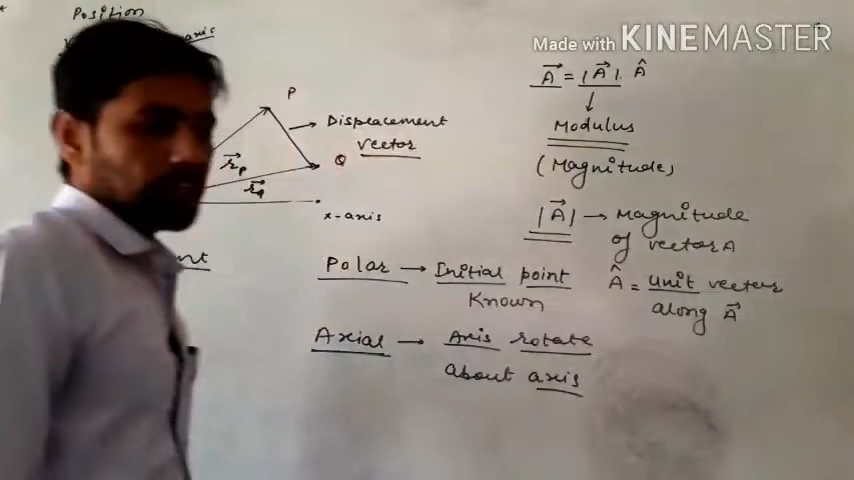 Position
axis
P
Displacement
vector
Q
r⃗p
r⃗q
x-axis
Polar → Initial point
Known
Axial → Axis rotate
about axis
Made with KINEMASTER
A⃗ = |A⃗|. Â
↓
Modulus
(Magnitude)
|A⃗| → Magnitude
of vector A
Â = unit vectors
along A⃗